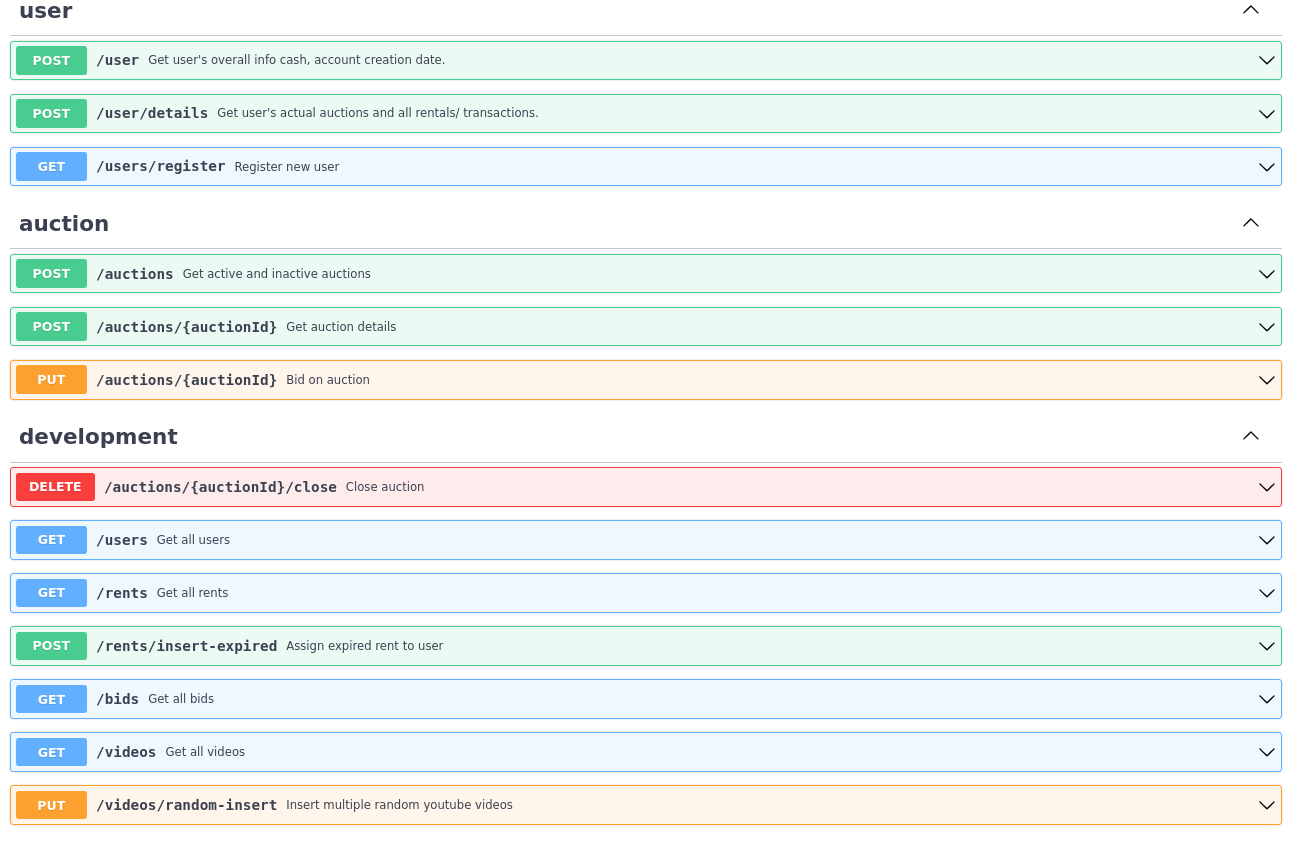 user
POST /user Get user's overall info cash, account creation date.
POST /user/details Get user's actual auctions and all rentals/ transactions.
GET /users/register Register new user
auction
POST /auctions Get active and inactive auctions
POST /auctions/{auctionId} Get auction details
PUT /auctions/{auctionId} Bid on auction
development
DELETE /auctions/{auctionId}/close Close auction
GET /users Get all users
GET /rents Get all rents
POST /rents/insert-expired Assign expired rent to user
GET /bids Get all bids
GET /videos Get all videos
PUT /videos/random-insert Insert multiple random youtube videos